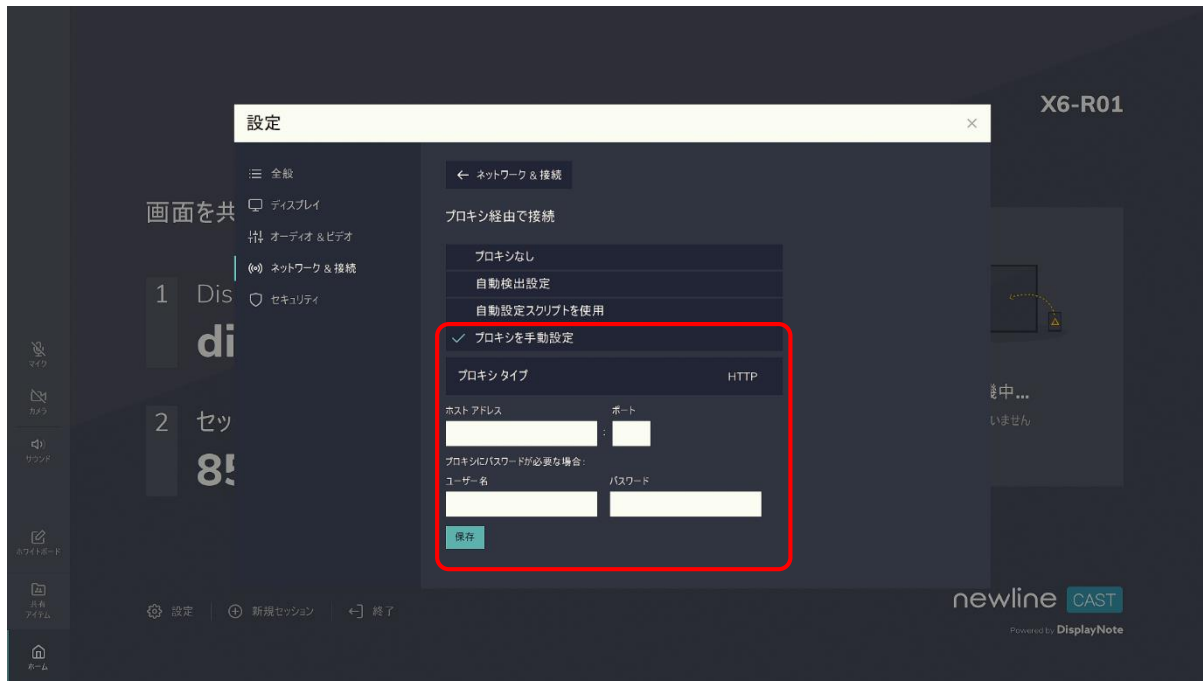 X6-R01
設定
全般
ディスプレイ
オーディオ & ビデオ
ネットワーク & 接続
セキュリティ
← ネットワーク & 接続
プロキシ経由で接続
プロキシなし
自動検出設定
自動設定スクリプトを使用
プロキシを手動設定
プロキシ タイプ HTTP
ホスト アドレス ポート
:
プロキシにパスワードが必要な場合:
ユーザー名 パスワード
保存
画面を共
1 Dis
di
2 セッ
85
機中...
いません
マイク
カメラ
サウンド
ホワイトボード
共有
アイテム
ホーム
設定 新規セッション 終了
newline CAST
Powered by DisplayNote